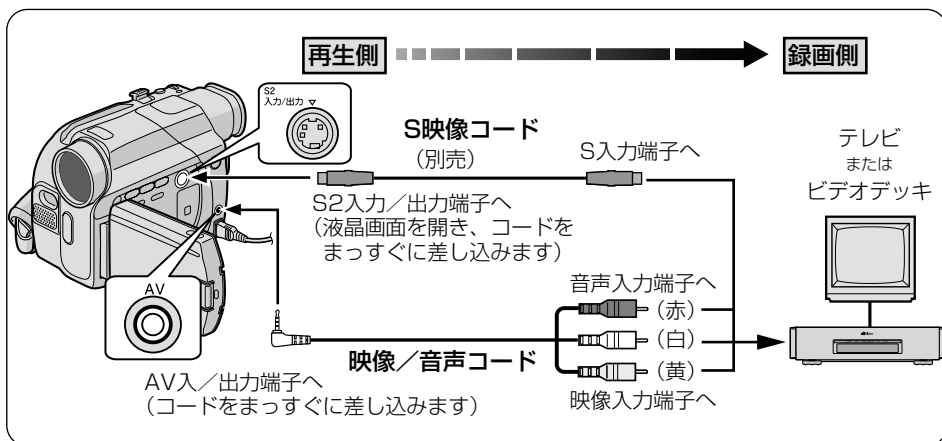 再生側
録画側
S2
入力/出力
S映像コード
(別売)
S入力端子へ
テレビ
または
ビデオデッキ
S2入力/出力端子へ
(液晶画面を開き、コードを
まっすぐに差し込みます)
AV
音声入力端子へ
(赤)
(白)
(黄)
映像入力端子へ
映像/音声コード
AV入/出力端子へ
(コードをまっすぐに差し込みます)